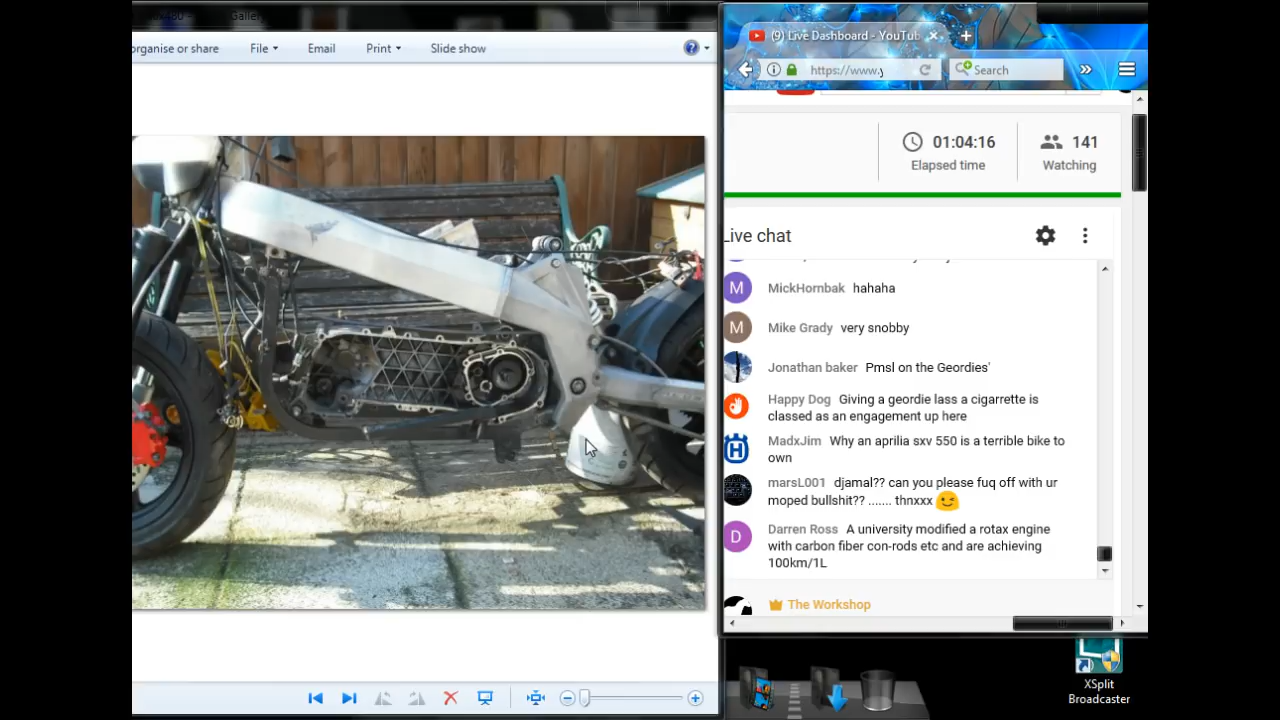 Gallery
organise or share File Email Print Slide show
(9) Live Dashboard - YouTub
https://www.y Search
01:04:16 141
Elapsed time Watching
Live chat
M MickHornbak hahaha
M Mike Grady very snobby
Jonathan baker Pmsl on the Geordies'
Happy Dog Giving a geordie lass a cigarrette is
classed as an engagement up here
MadxJim Why an aprilia sxv 550 is a terrible bike to
own
marsL001 djamal?? can you please fuq off with ur
moped bullshit?? ....... thnxxx
D Darren Ross A university modified a rotax engine
with carbon fiber con-rods etc and are achieving
100km/1L
The Workshop
XSplit
Broadcaster